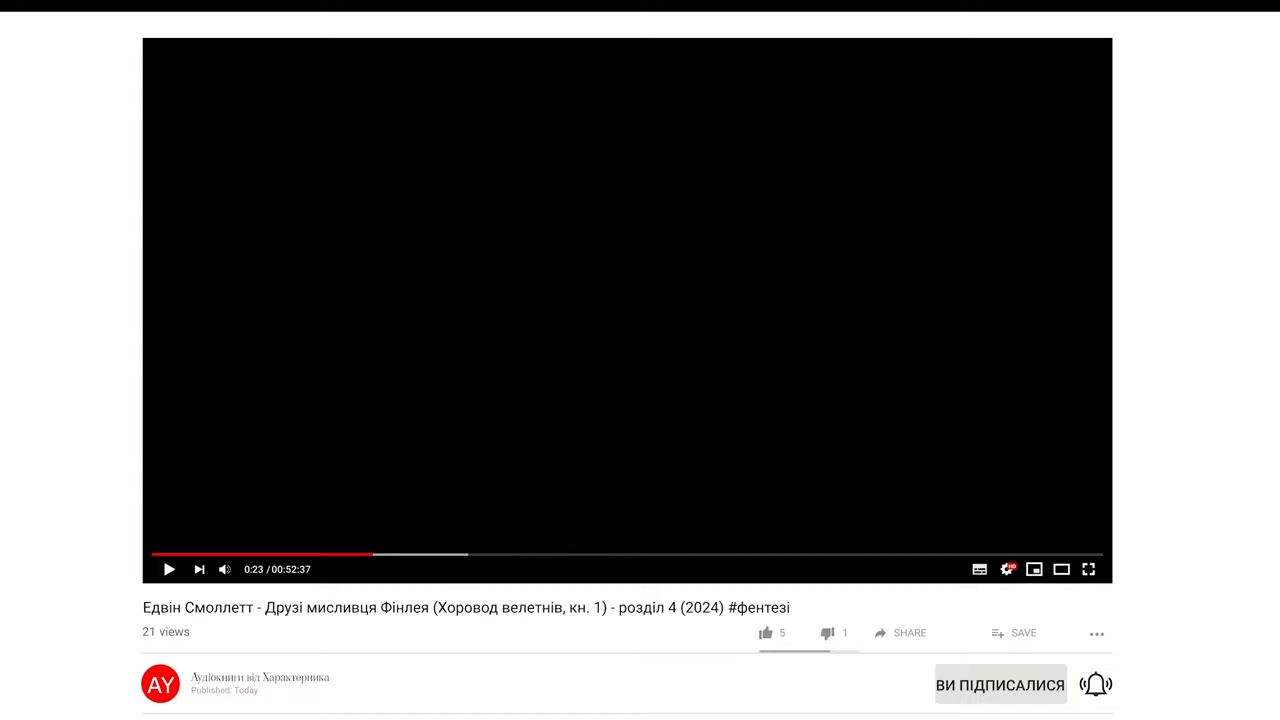 HD
0:23 / 00:52:37
Едвін Смоллетт - Друзі мисливця Фінлея (Хоровод велетнів, кн. 1) - розділ 4 (2024) #фентезі
21 views
5
1
SHARE
SAVE
AY
Аудіокниги від Характерника
Published: Today
ВИ ПІДПИСАЛИСЯ